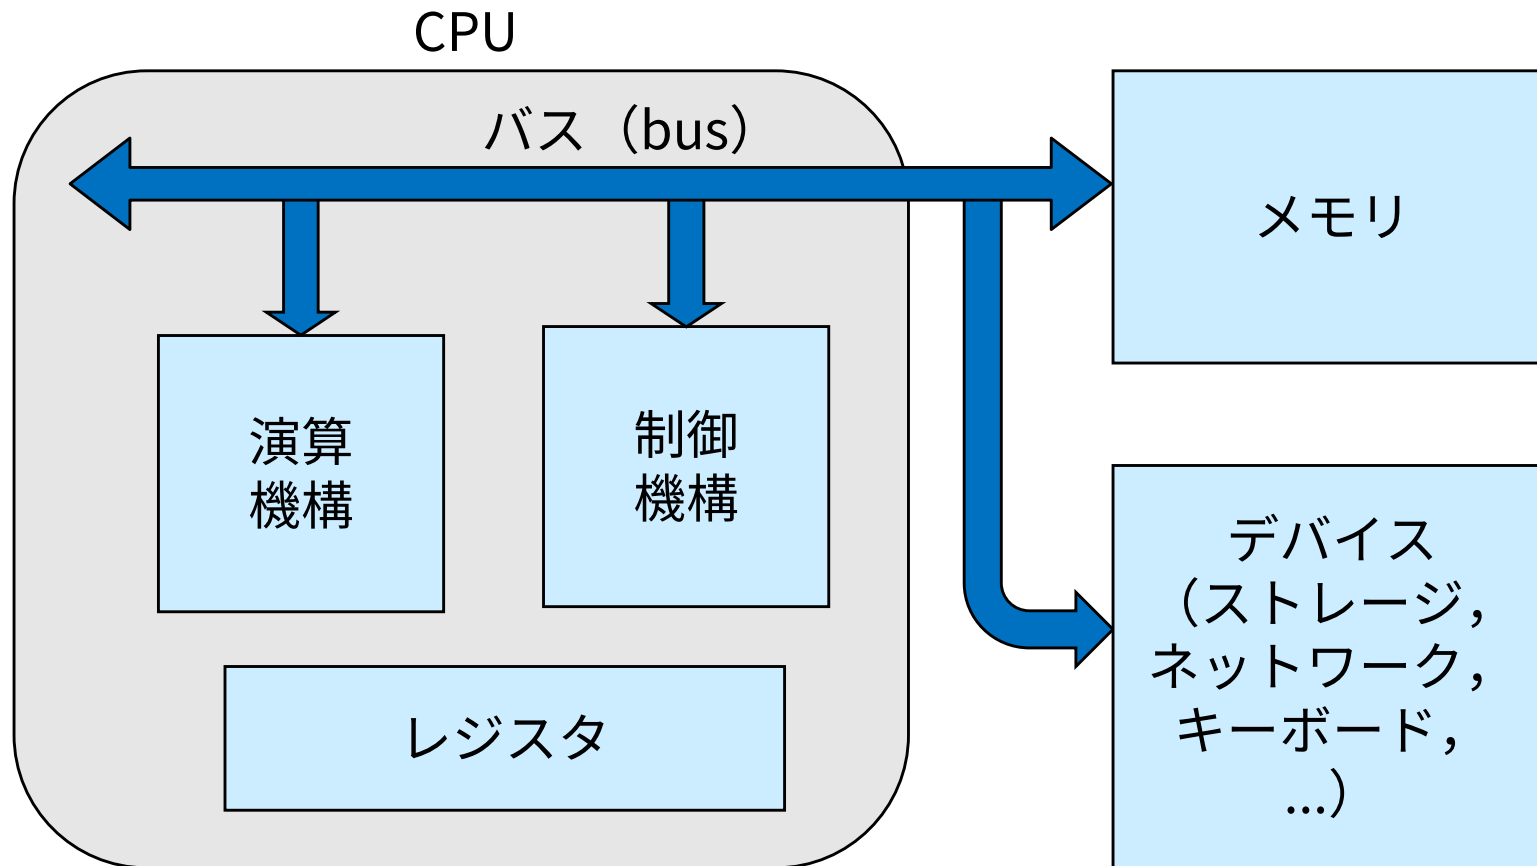 CPU
バス（bus）
メモリ
演算
機構
制御
機構
レジスタ
デバイス
（ストレージ，
ネットワーク，
キーボード，
...）